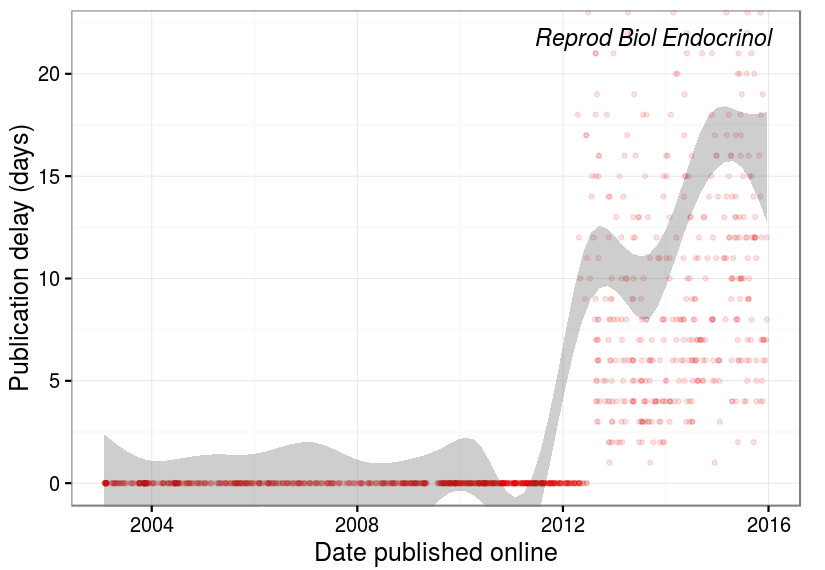 Reprod Biol Endocrinol
20
15
10
5
0
Publication delay (days)
2004 2008 2012 2016
Date published online